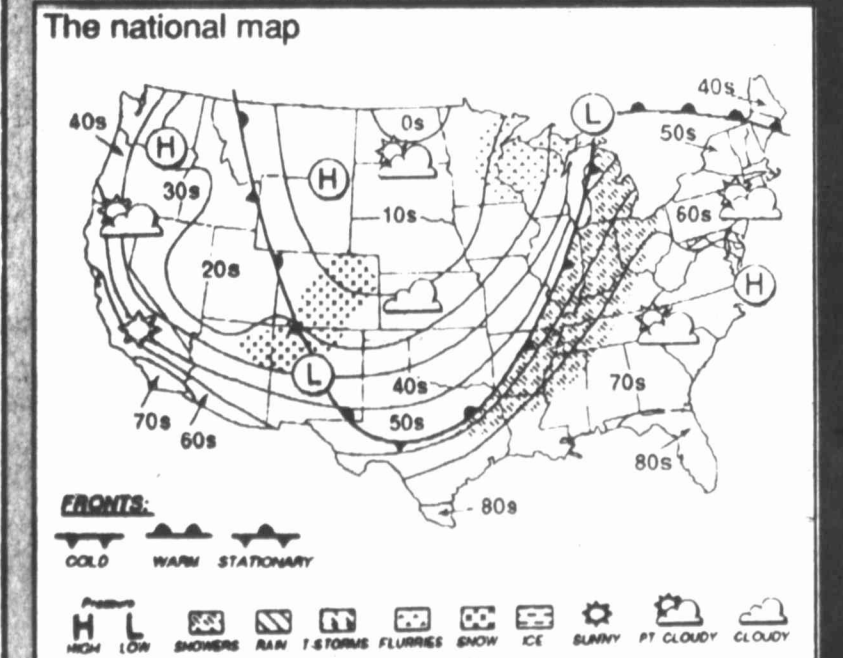 The national map
40s
0s
L
40s
50s
H
H
30s
10s
60s
20s
H
L
40s
70s
50s
70s
60s
80s
80s
FRONTS:
COLD WARM STATIONARY
Pressure
H L
HIGH LOW SHOWERS RAIN T-STORMS FLURRIES SNOW ICE SUNNY PT CLOUDY CLOUDY